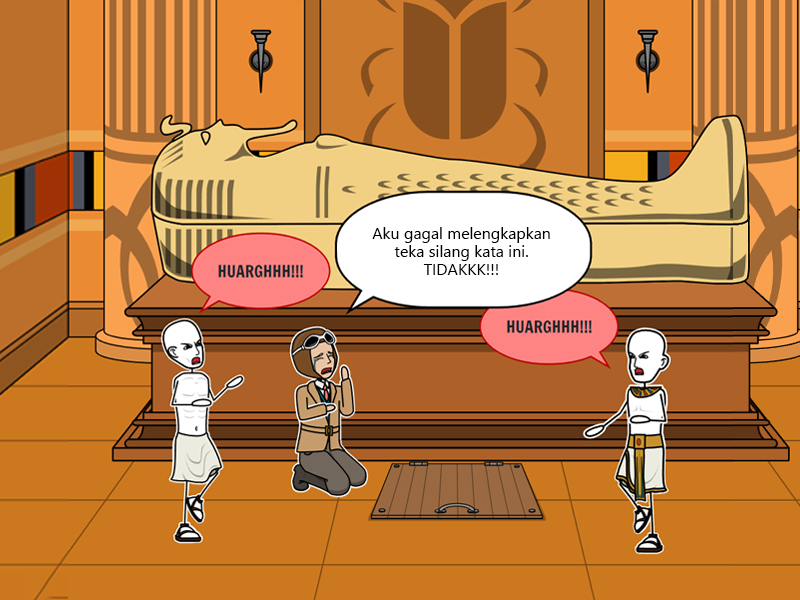 Aku gagal melengkapkan
teka silang kata ini.
TIDAKKK!!!
HUARGHHH!!!
HUARGHHH!!!